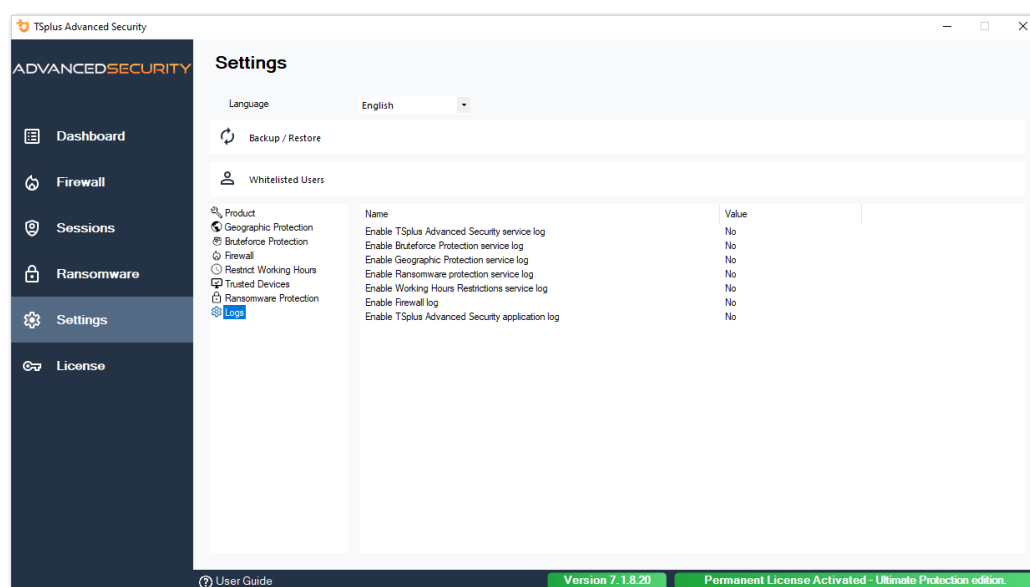 TSplus Advanced Security
ADVANCEDSECURITY
Dashboard
Firewall
Sessions
Ransomware
Settings
License
Settings
Language English
Backup / Restore
Whitelisted Users
Product
Geographic Protection
Bruteforce Protection
Firewall
Restrict Working Hours
Trusted Devices
Ransomware Protection
Logs
Name Value
Enable TSplus Advanced Security service log No
Enable Bruteforce Protection service log No
Enable Geographic Protection service log No
Enable Ransomware protection service log No
Enable Working Hours Restrictions service log No
Enable Firewall log No
Enable TSplus Advanced Security application log No
User Guide Version 7.1.8.20 Permanent License Activated - Ultimate Protection edition.